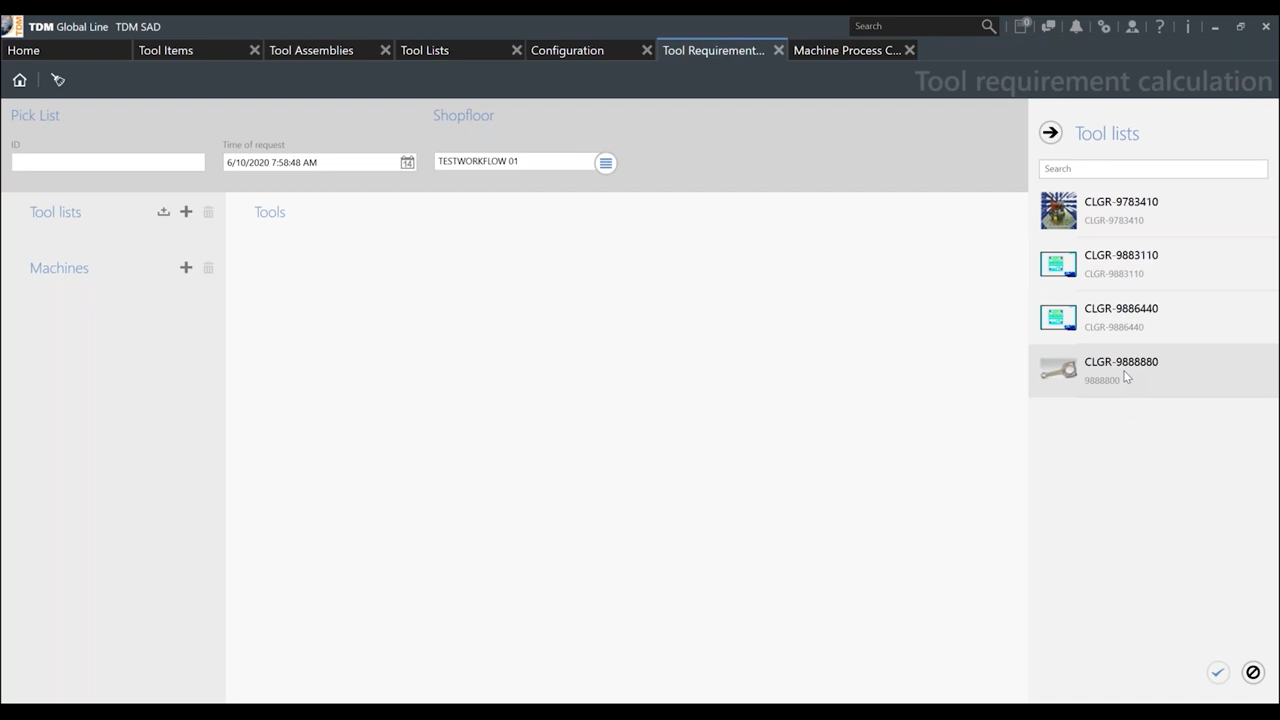 TDM Global Line TDM SAD
Search
0
Home
Tool Items
Tool Assemblies
Tool Lists
Configuration
Tool Requirement...
Machine Process C...
Tool requirement calculation
Pick List
Shopfloor
ID
Time of request
6/10/2020 7:58:48 AM
14
TESTWORKFLOW 01
Tool lists
Machines
Tools
Tool lists
Search
CLGR-9783410
CLGR-9783410
CLGR-9883110
CLGR-9883110
CLGR-9886440
CLGR-9886440
CLGR-9888880
9888800